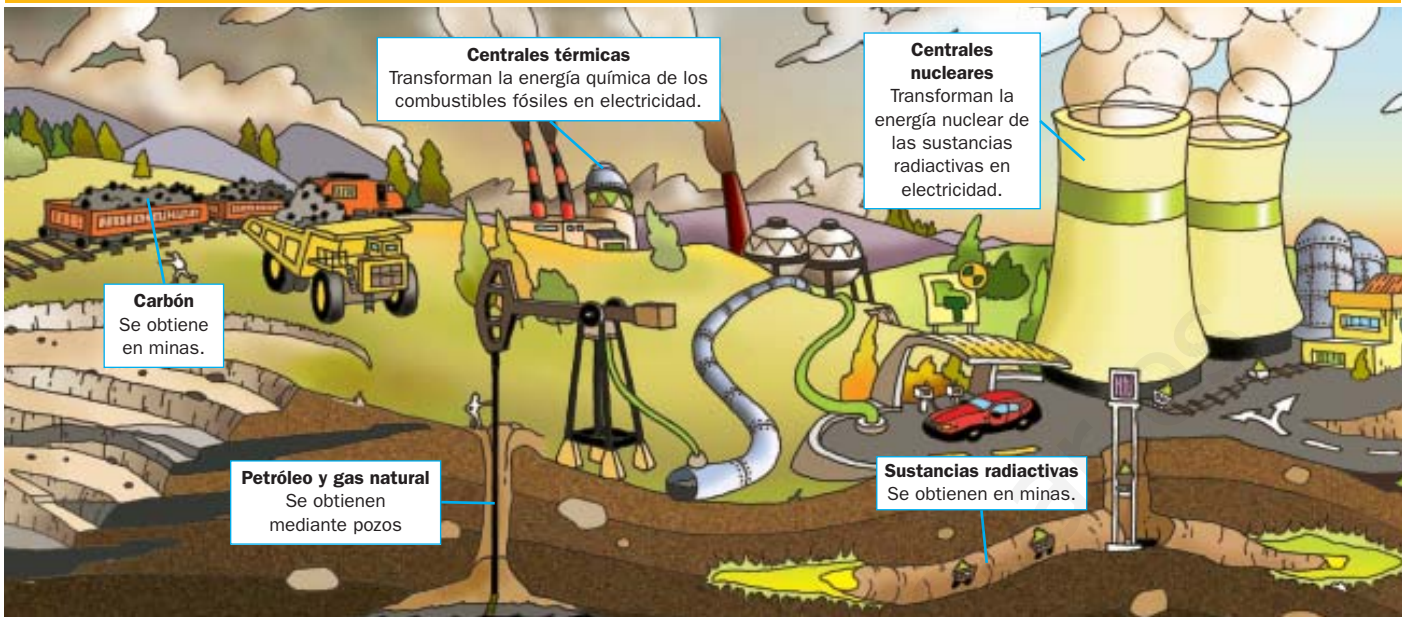 Centrales térmicas
Transforman la energía química de los
combustibles fósiles en electricidad.
Centrales
nucleares
Transforman la
energía nuclear de
las sustancias
radiactivas en
electricidad.
Carbón
Se obtiene
en minas.
Petróleo y gas natural
Se obtienen
mediante pozos
Sustancias radiactivas
Se obtienen en minas.